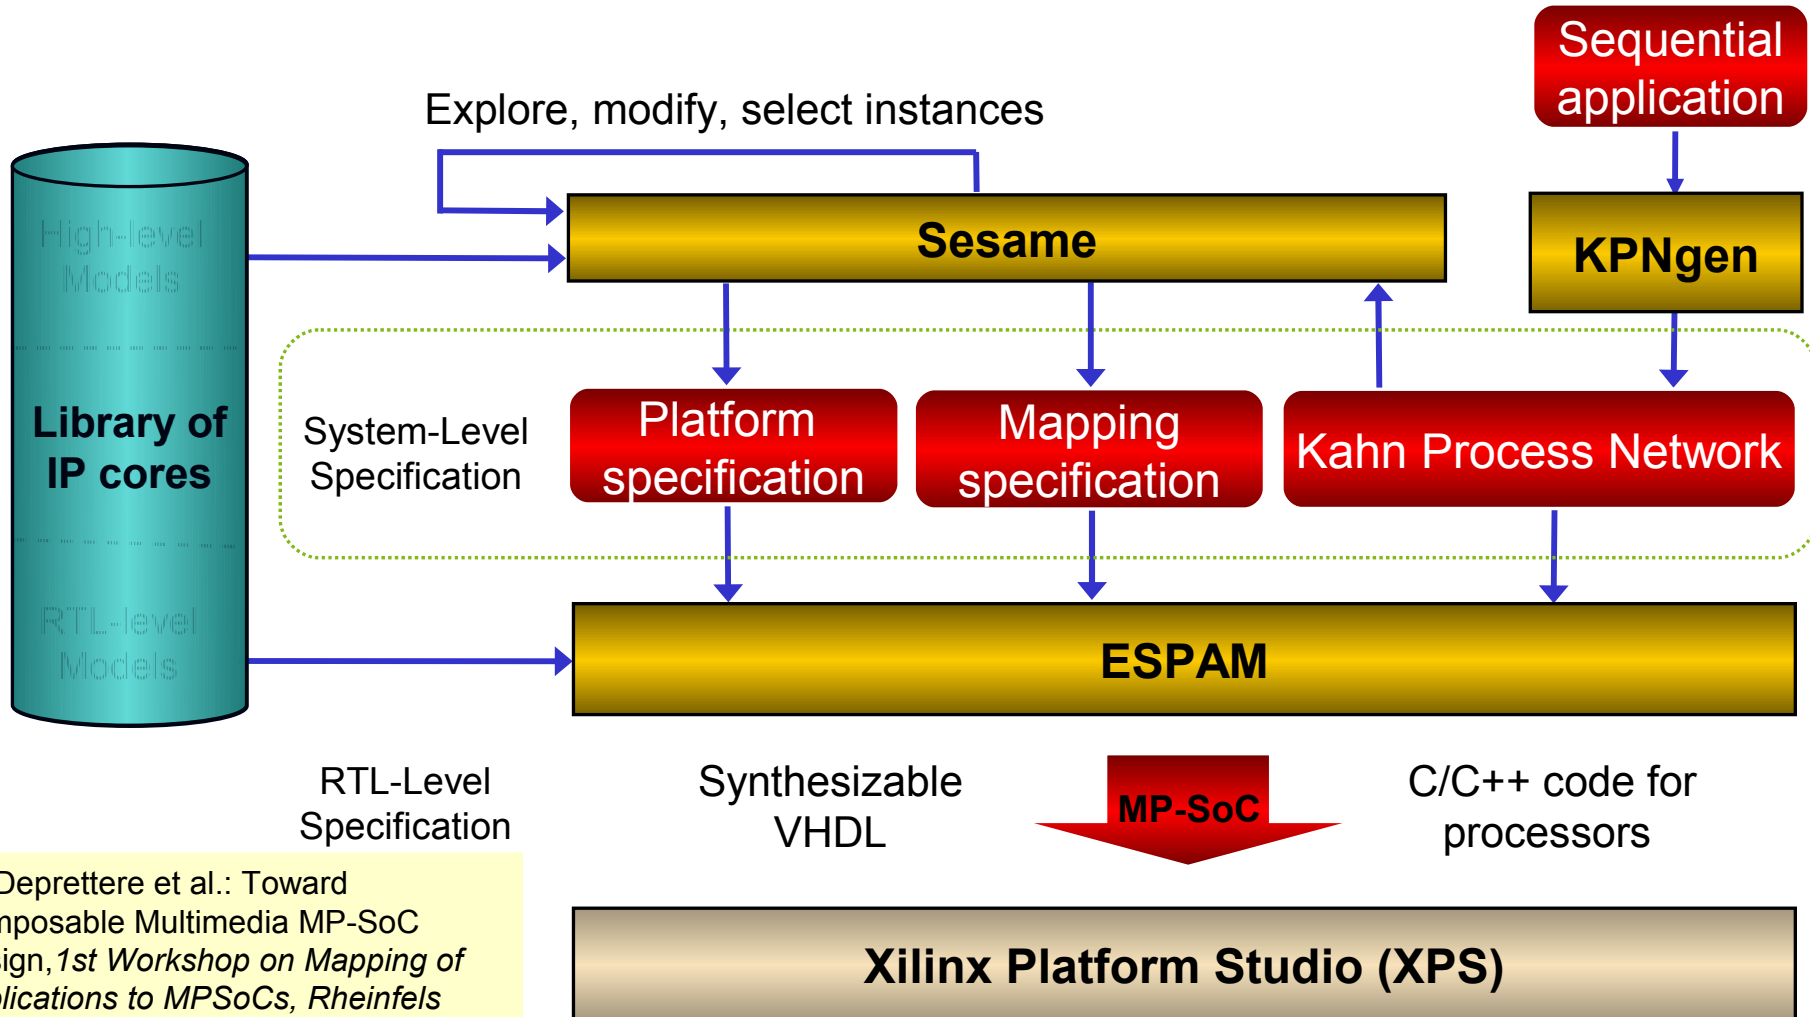 Sequential
application
Explore, modify, select instances
High-level
Models
Sesame
KPNgen
Library of
IP cores
System-Level
Specification
Platform
specification
Mapping
specification
Kahn Process Network
RTL-level
Models
ESPAM
RTL-Level
Specification
Synthesizable
VHDL
MP-SoC
C/C++ code for
processors
Deprettere et al.: Toward
mposable Multimedia MP-SoC
sign,1st Workshop on Mapping of
plications to MPSoCs, Rheinfels
Xilinx Platform Studio (XPS)